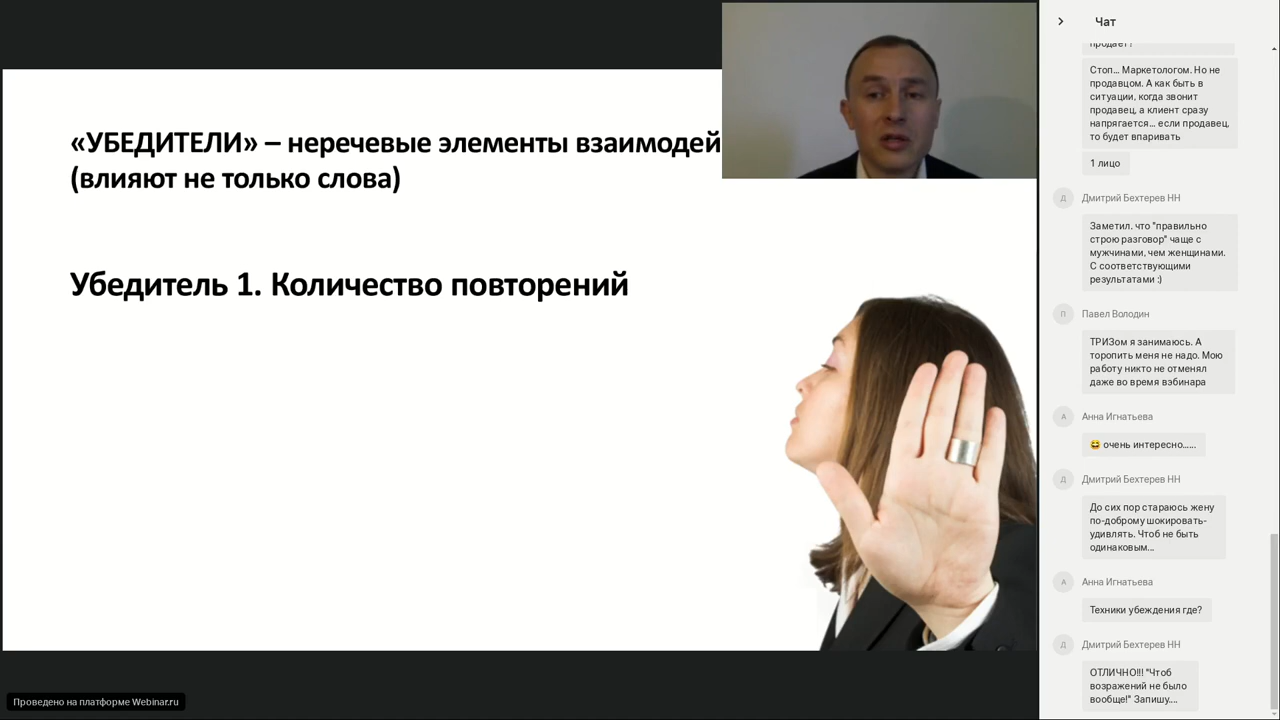 «УБЕДИТЕЛИ» – неречевые элементы взаимодей
(влияют не только слова)
Убедитель 1. Количество повторений
Проведено на платформе Webinar.ru
Чат
продает?
Стоп... Маркетологом. Но не
продавцом. А как быть в
ситуации, когда звонит
продавец, а клиент сразу
напрягается... если продавец,
то будет впаривать
1 лицо
Д
Дмитрий Бехтерев НН
Заметил. что "правильно
строю разговор" чаще с
мужчинами, чем женщинами.
С соответствующими
результатами :)
П
Павел Володин
ТРИЗом я занимаюсь. А
торопить меня не надо. Мою
работу никто не отменял
даже во время вэбинара
А
Анна Игнатьева
😂 очень интересно.....
Д
Дмитрий Бехтерев НН
До сих пор стараюсь жену
по-доброму шокировать-
удивлять. Чтоб не быть
одинаковым...
А
Анна Игнатьева
Техники убеждения где?
Д
Дмитрий Бехтерев НН
ОТЛИЧНО!!! "Чтоб
возражений не было
вообще!" Запишу....